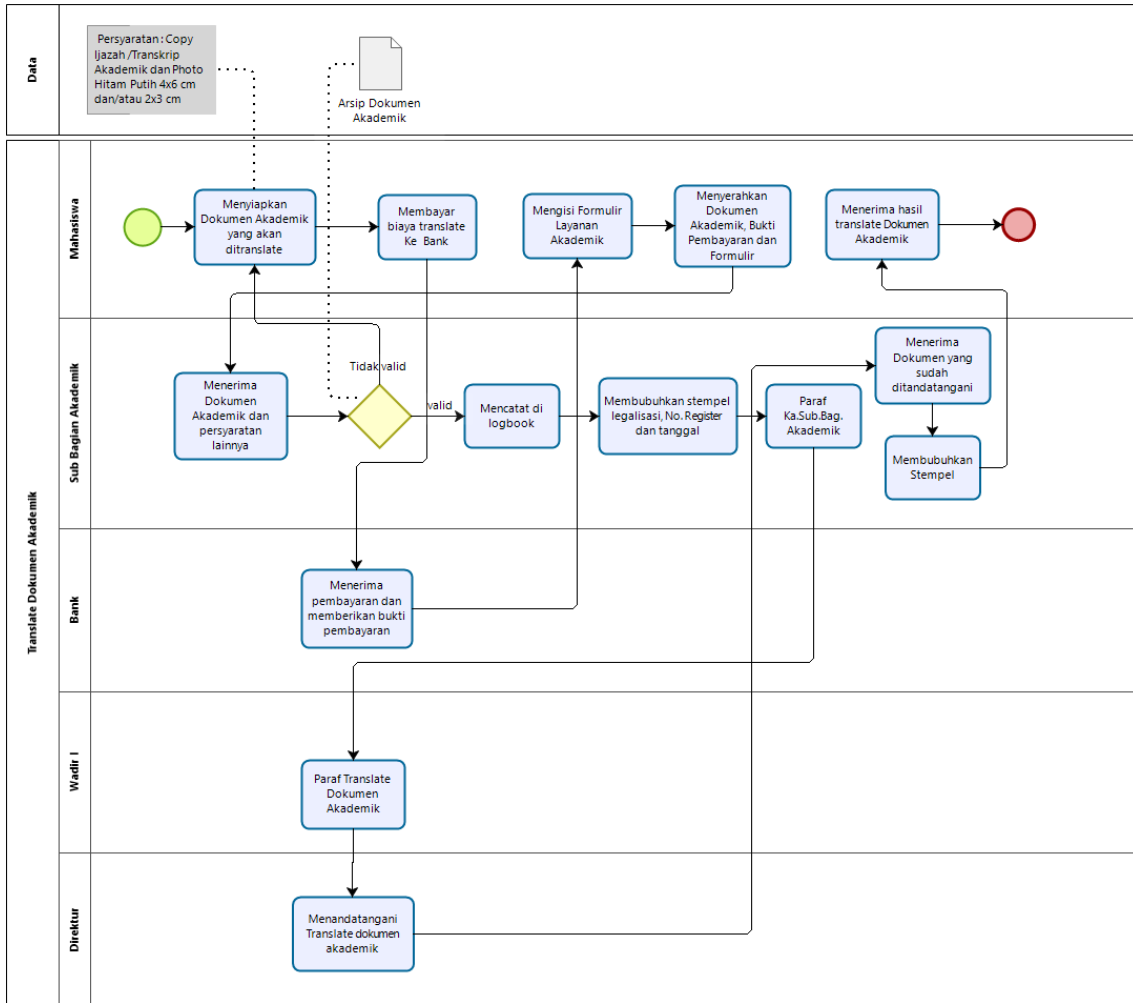 Data
Persyaratan : Copy
Ijazah /Transkrip
Akademik dan Photo
Hitam Putih 4x6 cm
dan/atau 2x3 cm
Arsip Dokumen
Akademik
Translate Dokumen Akademik
Mahasiswa
Menyiapkan
Dokumen Akademik
yang akan
ditranslate
Membayar
biaya translate
Ke Bank
Mengisi Formulir
Layanan
Akademik
Menyerahkan
Dokumen
Akademik, Bukti
Pembayaran dan
Formulir
Menerima hasil
translate Dokumen
Akademik
Sub Bagian Akademik
Menerima
Dokumen
Akademik dan
persyaratan
lainnya
Tidak valid
valid
Mencatat di
logbook
Membubuhkan stempel
legalisasi, No. Register
dan tanggal
Paraf
Ka.Sub.Bag.
Akademik
Menerima
Dokumen yang
sudah
ditandatangani
Membubuhkan
Stempel
Bank
Menerima
pembayaran dan
memberikan bukti
pembayaran
Wadir I
Paraf Translate
Dokumen
Akademik
Direktur
Menandatangani
Translate dokumen
akademik